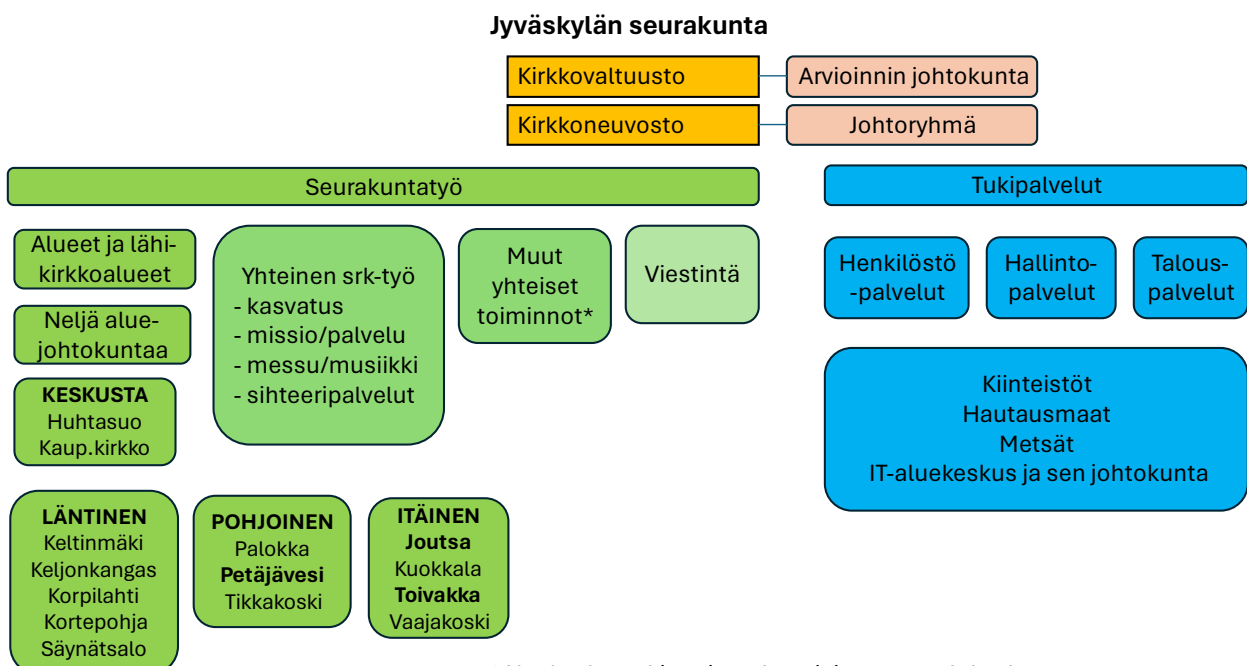 Jyväskylän seurakunta
Kirkkovaltuusto
Arvioinnin johtokunta
Kirkkoneuvosto
Johtoryhmä
Seurakuntatyö
Tukipalvelut
Alueet ja lähi-
kirkkoalueet
Neljä alue-
johtokuntaa
KESKUSTA
Huhtasuo
Kaup.kirkko
Yhteinen srk-työ
- kasvatus
- missio/palvelu
- messu/musiikki
- sihteeripalvelut
Muut
yhteiset
toiminnot*
Viestintä
Henkilöstö
-palvelut
Hallinto-
palvelut
Talous-
palvelut
Kiinteistöt
Hautausmaat
Metsät
IT-aluekeskus ja sen johtokunta
LÄNTINEN
Keltinmäki
Keljonkangas
Korpilahti
Kortepohja
Säynätsalo
POHJOINEN
Palokka
Petäjävesi
Tikkakoski
ITÄINEN
Joutsa
Kuokkala
Toivakka
Vaajakoski